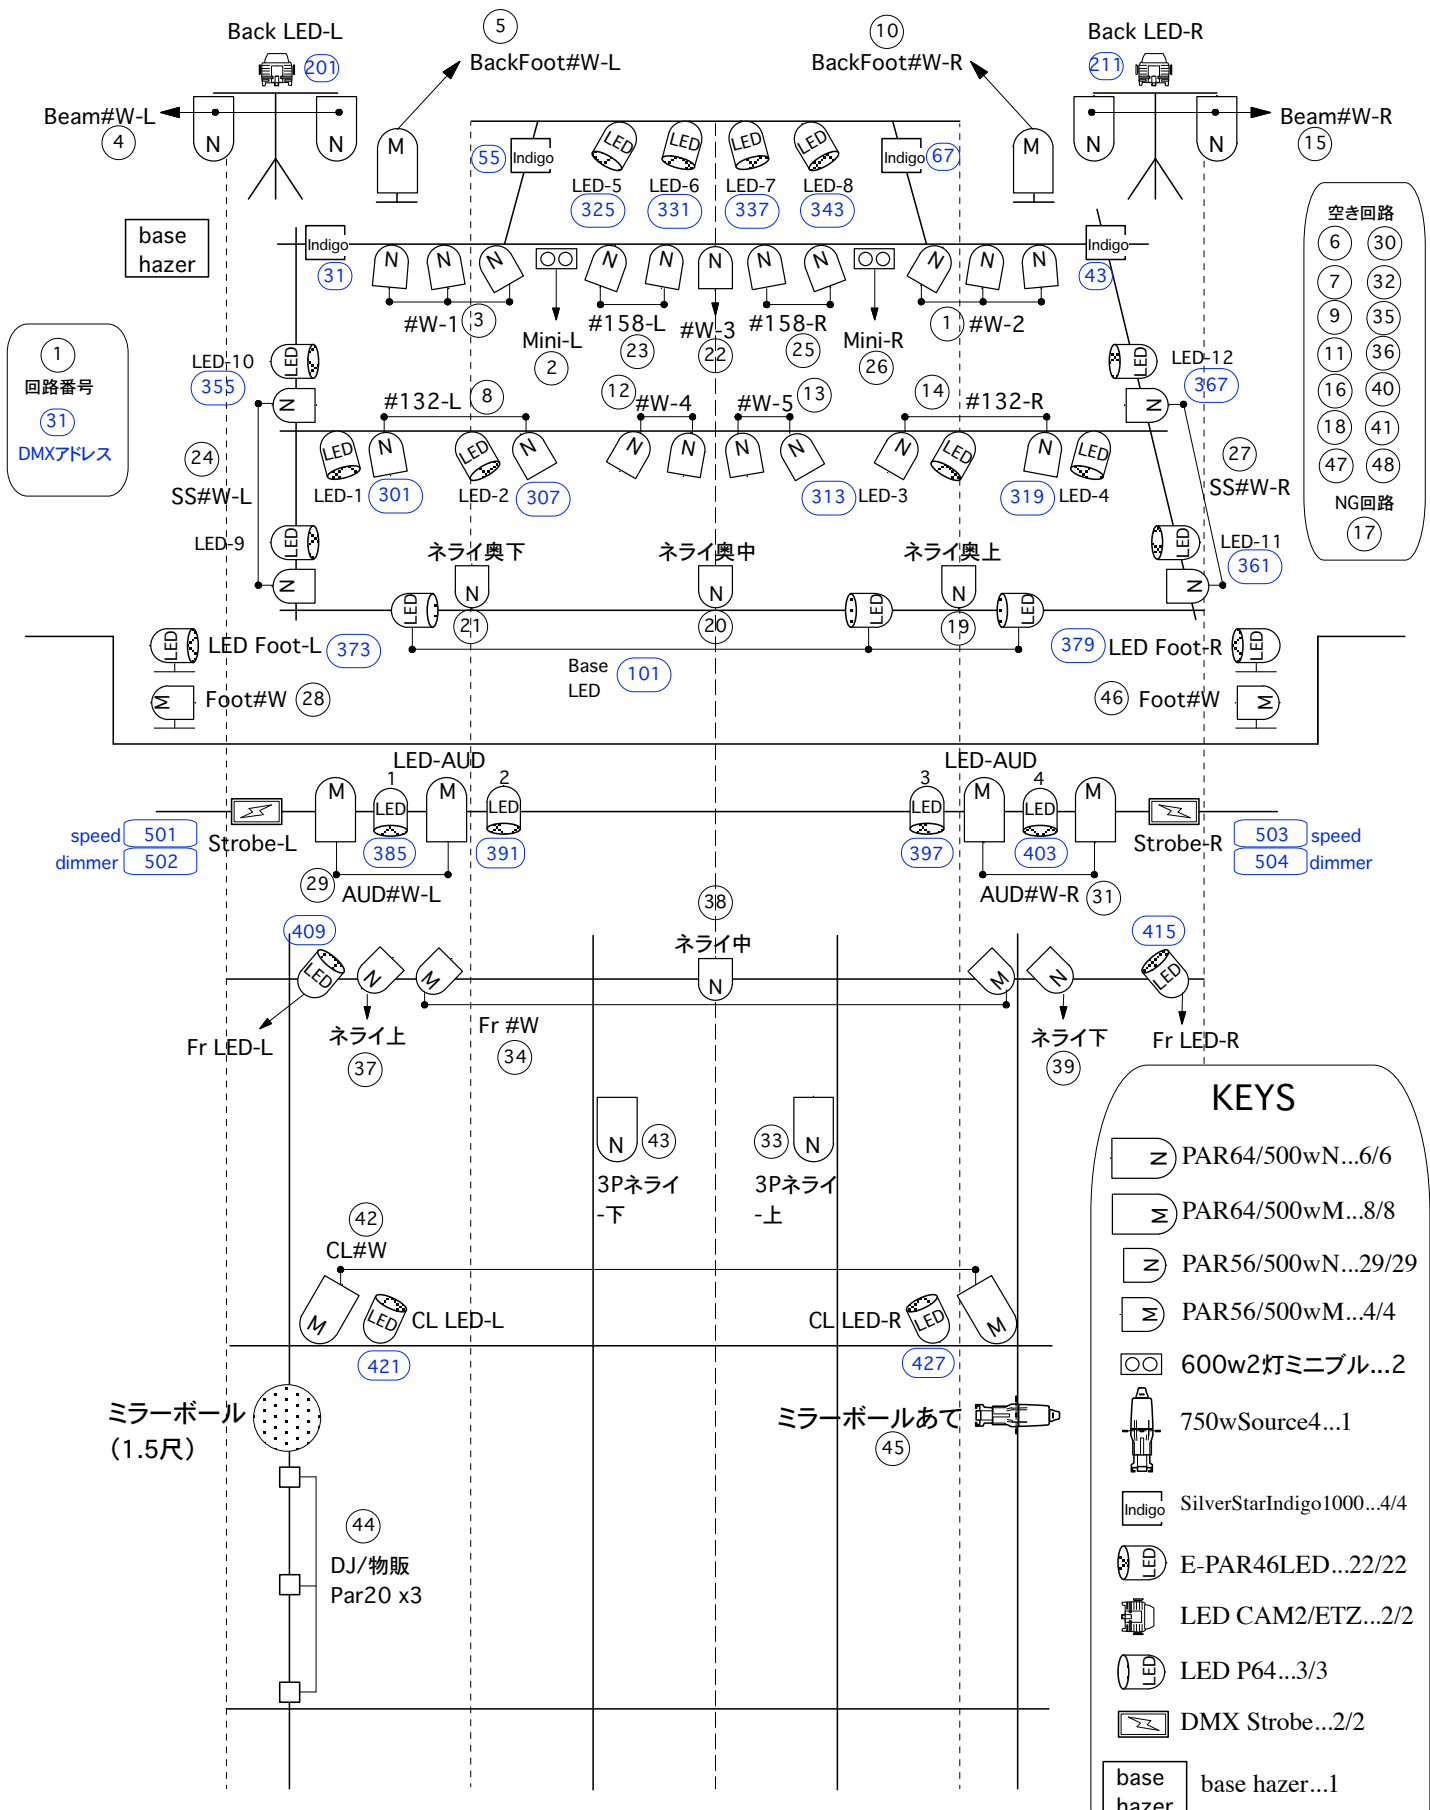 Back LED-L
201
5
BackFoot#W-L
10
BackFoot#W-R
Back LED-R
211
Beam#W-L
4
N
N
M
M
N
N
Beam#W-R
15
55
Indigo
LED
LED
LED
LED
Indigo
67
LED-5
LED-6
LED-7
LED-8
325
331
337
343
base
hazer
Indigo
31
N
N
N
N
N
N
N
N
N
N
N
Indigo
43
#W-1
3
Mini-L
2
#158-L
23
#W-3
22
#158-R
25
Mini-R
26
1
#W-2
空き回路
6
30
7
32
9
35
11
36
16
40
18
41
47
48
NG回路
17
1
回路番号
31
DMXアドレス
LED-10
355
LED
N
24
SS#W-L
LED-9
LED
N
#132-L
8
12
#W-4
#W-5
13
14
#132-R
LED
N
LED
N
N
N
N
N
N
LED
N
LED
LED-1
301
LED-2
307
313
LED-3
319
LED-4
LED
LED-12
367
N
27
SS#W-R
LED
LED-11
361
N
ネライ奥下
ネライ奥中
ネライ奥上
LED
N
N
LED
N
LED
21
20
19
LED
LED Foot-L
373
Base
LED
101
379
LED Foot-R
LED
M
Foot#W
28
46
Foot#W
M
LED-AUD
LED-AUD
M
1
LED
M
2
LED
3
LED
M
4
LED
M
speed
501
dimmer
502
Strobe-L
385
391
397
403
Strobe-R
503
speed
504
dimmer
29
AUD#W-L
AUD#W-R
31
38
409
ネライ中
415
LED
N
M
N
M
N
LED
Fr LED-L
ネライ上
37
Fr #W
34
ネライ下
39
Fr LED-R
N
43
33
N
3Pネライ
-下
3Pネライ
-上
42
CL#W
M
LED
CL LED-L
421
CL LED-R
LED
M
427
ミラーボール
(1.5尺)
ミラーボールあて
45
44
DJ/物販
Par20 x3
KEYS
N
PAR64/500wN...6/6
M
PAR64/500wM...8/8
N
PAR56/500wN...29/29
M
PAR56/500wM...4/4
600w2灯ミニブル...2
750wSource4...1
Indigo
SilverStarIndigo1000...4/4
LED
E-PAR46LED...22/22
LED CAM2/ETZ...2/2
LED
LED P64...3/3
DMX Strobe...2/2
base
hazer
base hazer...1